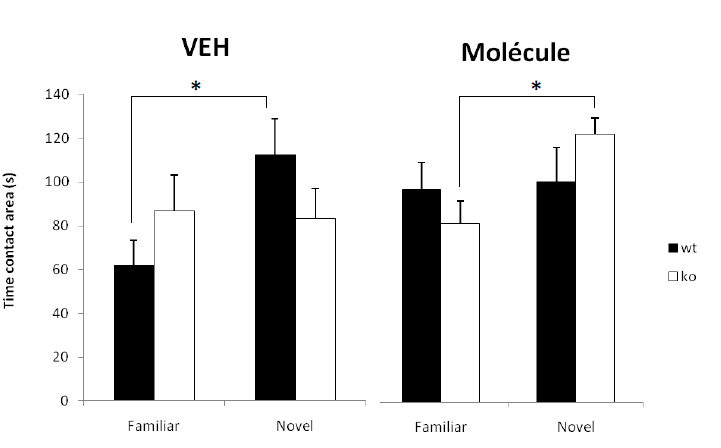 VEH
Molécule
*
*
Time contact area (s)
140
120
100
80
60
40
20
0
Familiar
Novel
Familiar
Novel
wt
ko